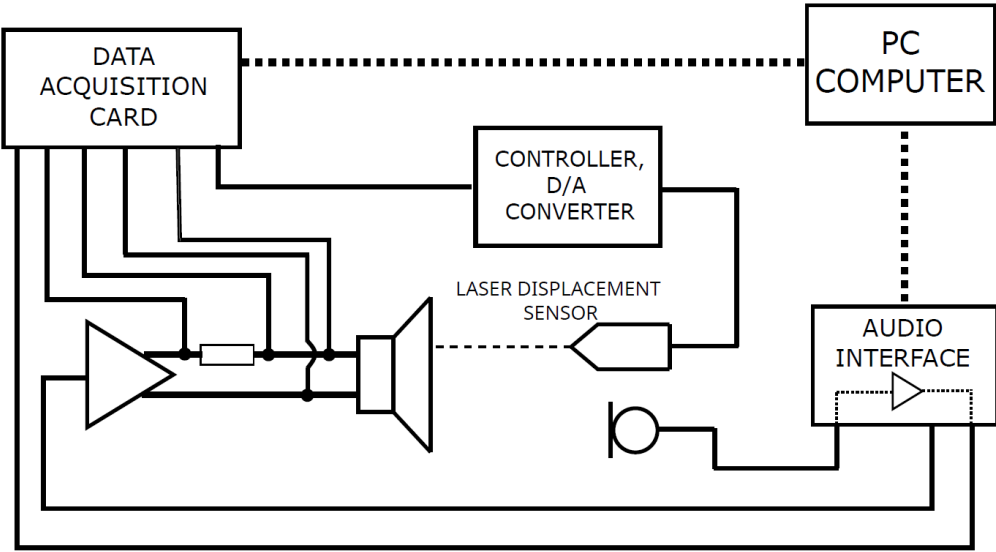 DATA
ACQUISITION
CARD
PC
COMPUTER
CONTROLLER,
D/A
CONVERTER
LASER DISPLACEMENT
SENSOR
AUDIO
INTERFACE